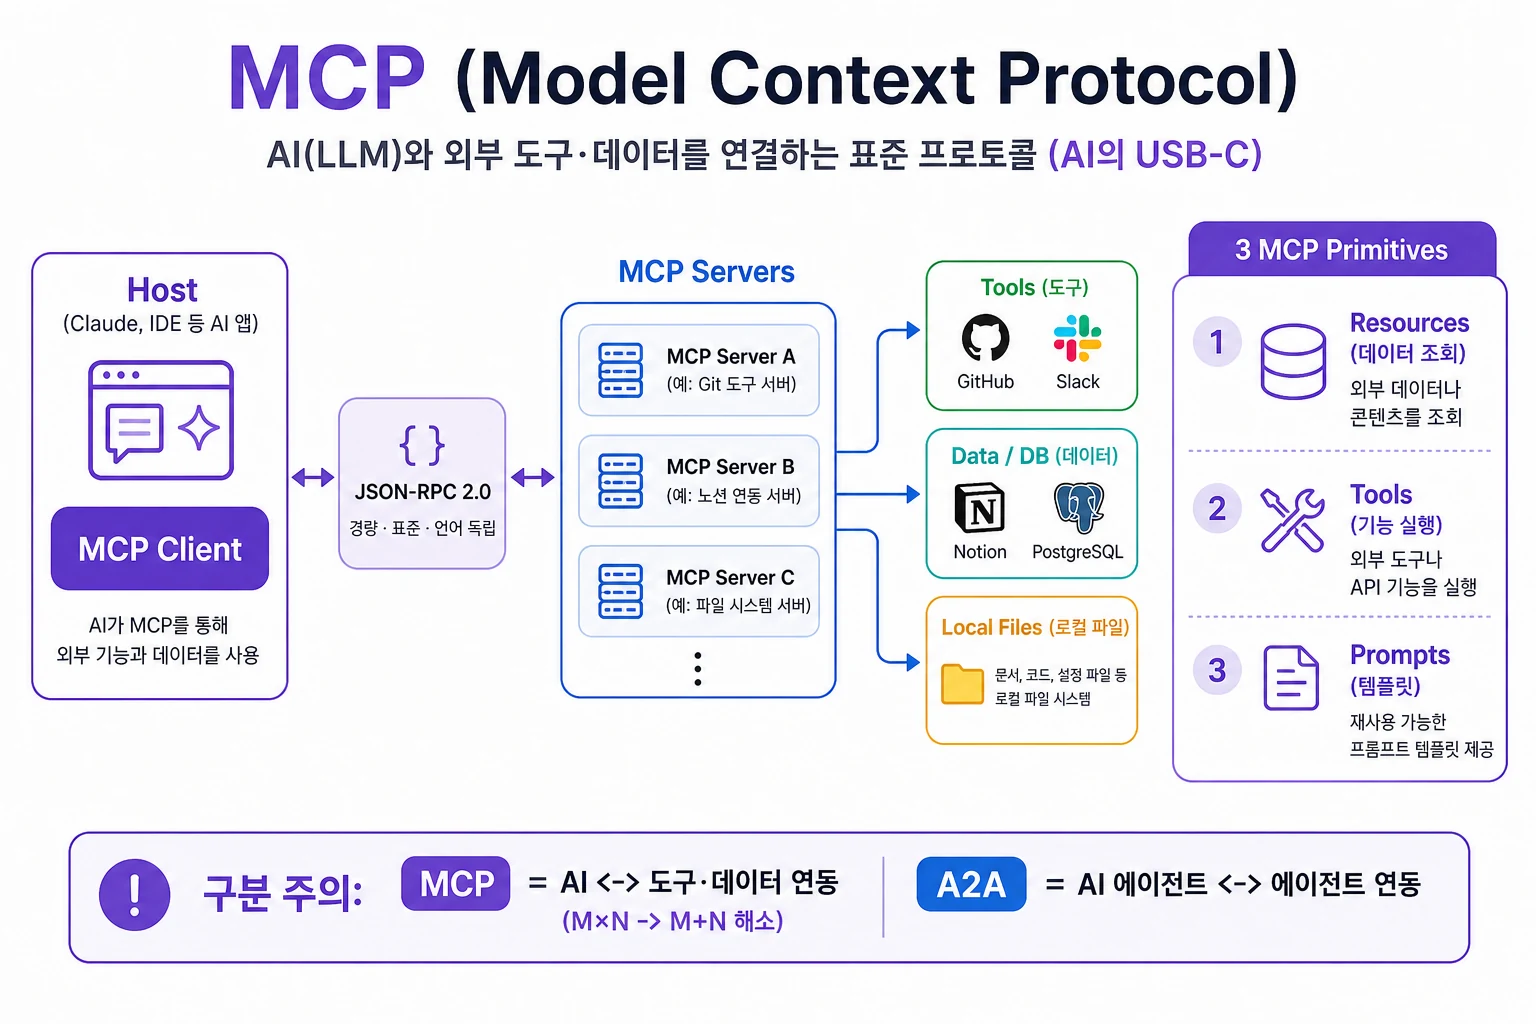 MCP (Model Context Protocol)
AI(LLM)와 외부 도구·데이터를 연결하는 표준 프로토콜 (AI의 USB-C)
Host
(Claude, IDE 등 AI 앱)
MCP Client
AI가 MCP를 통해
외부 기능과 데이터를 사용
{ }
JSON-RPC 2.0
경량 · 표준 · 언어 독립
MCP Servers
MCP Server A
(예: Git 도구 서버)
MCP Server B
(예: 노션 연동 서버)
MCP Server C
(예: 파일 시스템 서버)
Tools (도구)
GitHub
Slack
Data / DB (데이터)
N
Notion
PostgreSQL
Local Files (로컬 파일)
문서, 코드, 설정 파일 등
로컬 파일 시스템
3 MCP Primitives
1
Resources
(데이터 조회)
외부 데이터나
콘텐츠를 조회
2
Tools
(기능 실행)
외부 도구나
API 기능을 실행
3
Prompts
(템플릿)
재사용 가능한
프롬프트 템플릿 제공
! 구분 주의: MCP = AI <-> 도구·데이터 연동
(M×N -> M+N 해소)
A2A = AI 에이전트 <-> 에이전트 연동